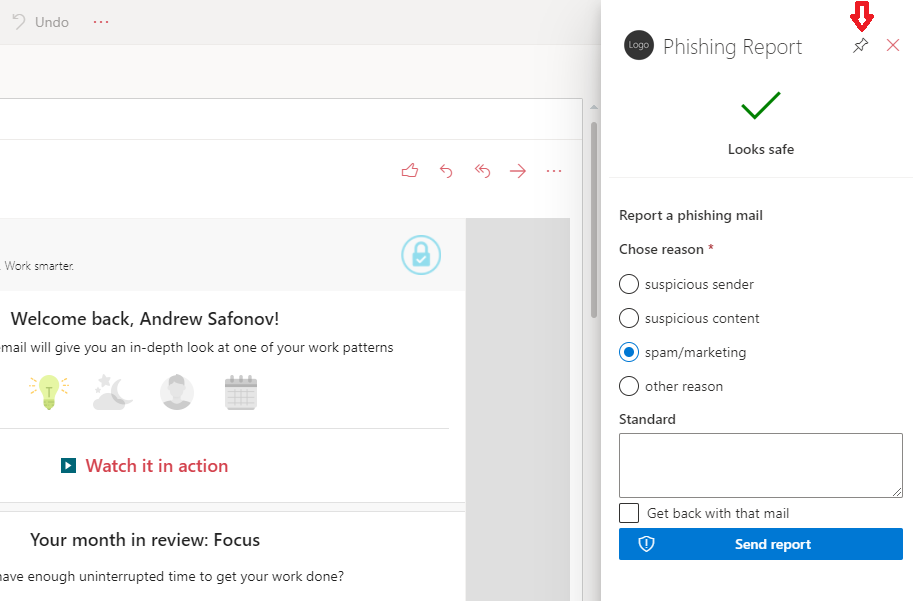 Undo
Logo
Phishing Report
Looks safe
. Work smarter.
Welcome back, Andrew Safonov!
email will give you an in-depth look at one of your work patterns
Watch it in action
Your month in review: Focus
have enough uninterrupted time to get your work done?
Report a phishing mail
Chose reason *
suspicious sender
suspicious content
spam/marketing
other reason
Standard
Get back with that mail
Send report